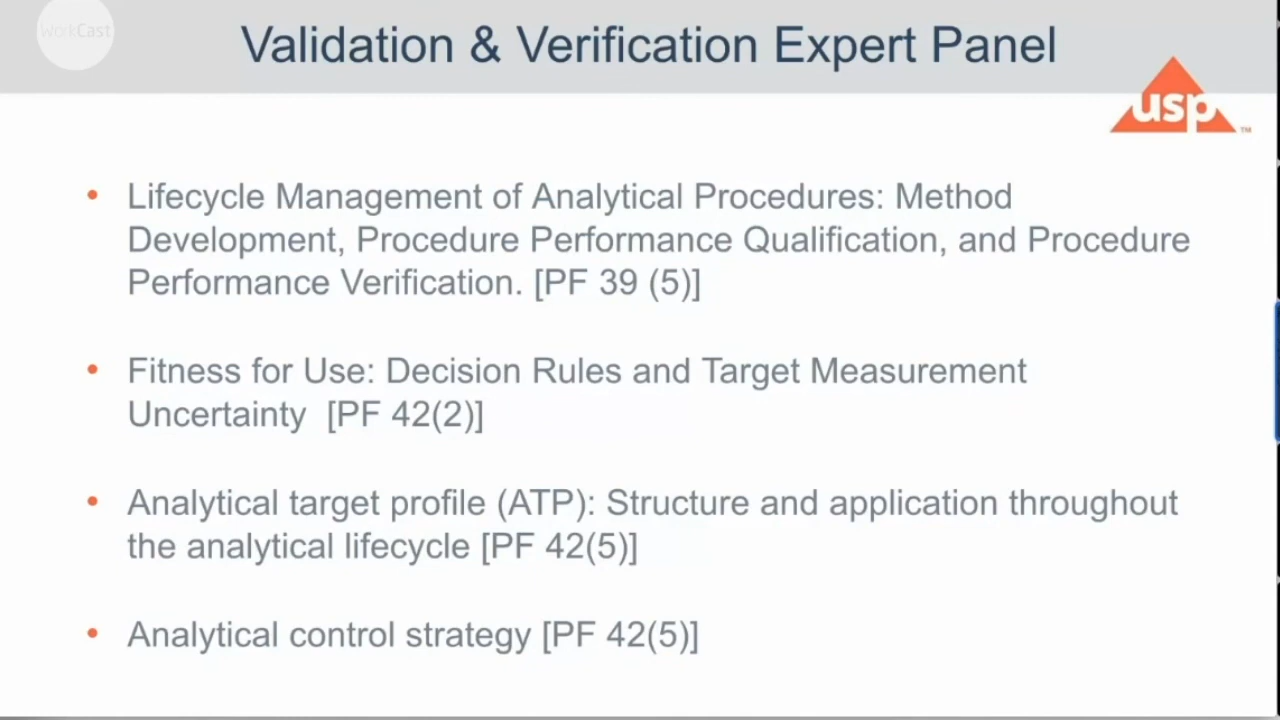 WorkCast
Validation & Verification Expert Panel
usp
TM
• Lifecycle Management of Analytical Procedures: Method
Development, Procedure Performance Qualification, and Procedure
Performance Verification. [PF 39 (5)]
• Fitness for Use: Decision Rules and Target Measurement
Uncertainty  [PF 42(2)]
• Analytical target profile (ATP): Structure and application throughout
the analytical lifecycle [PF 42(5)]
• Analytical control strategy [PF 42(5)]